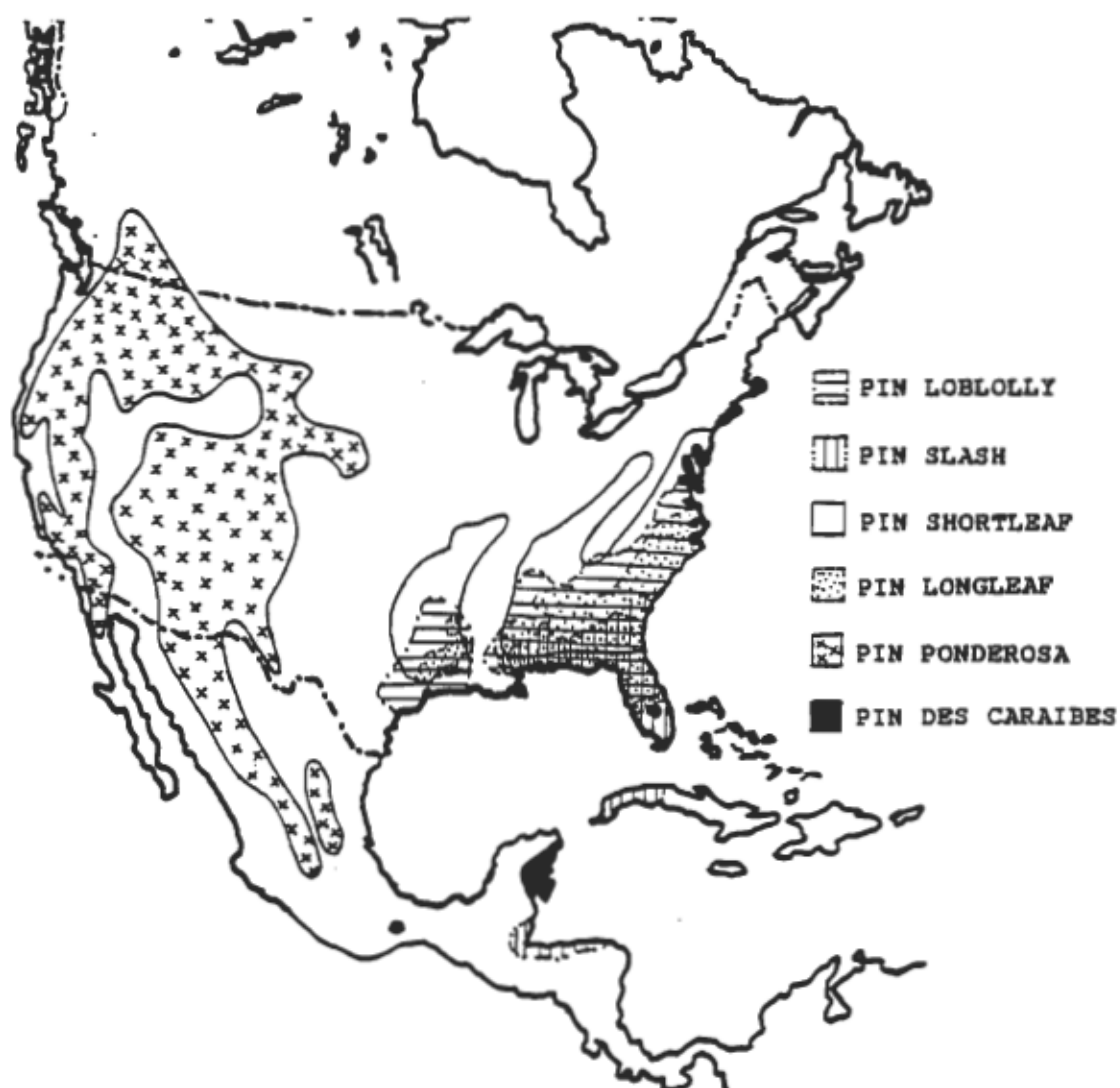 PIN LOBLOLLY
PIN SLASH
PIN SHORTLEAF
PIN LONGLEAF
PIN PONDEROSA
PIN DES CARAIBES